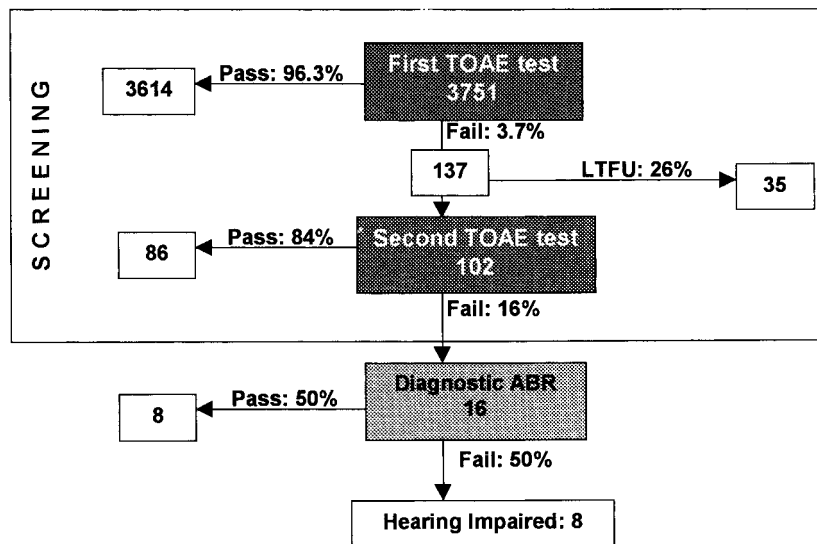 SCREENING
First TOAE test
3751
Pass: 96.3%
3614
Fail: 3.7%
137
LTFU: 26%
35
Second TOAE test
102
Pass: 84%
86
Fail: 16%
Diagnostic ABR
16
Pass: 50%
8
Fail: 50%
Hearing Impaired: 8